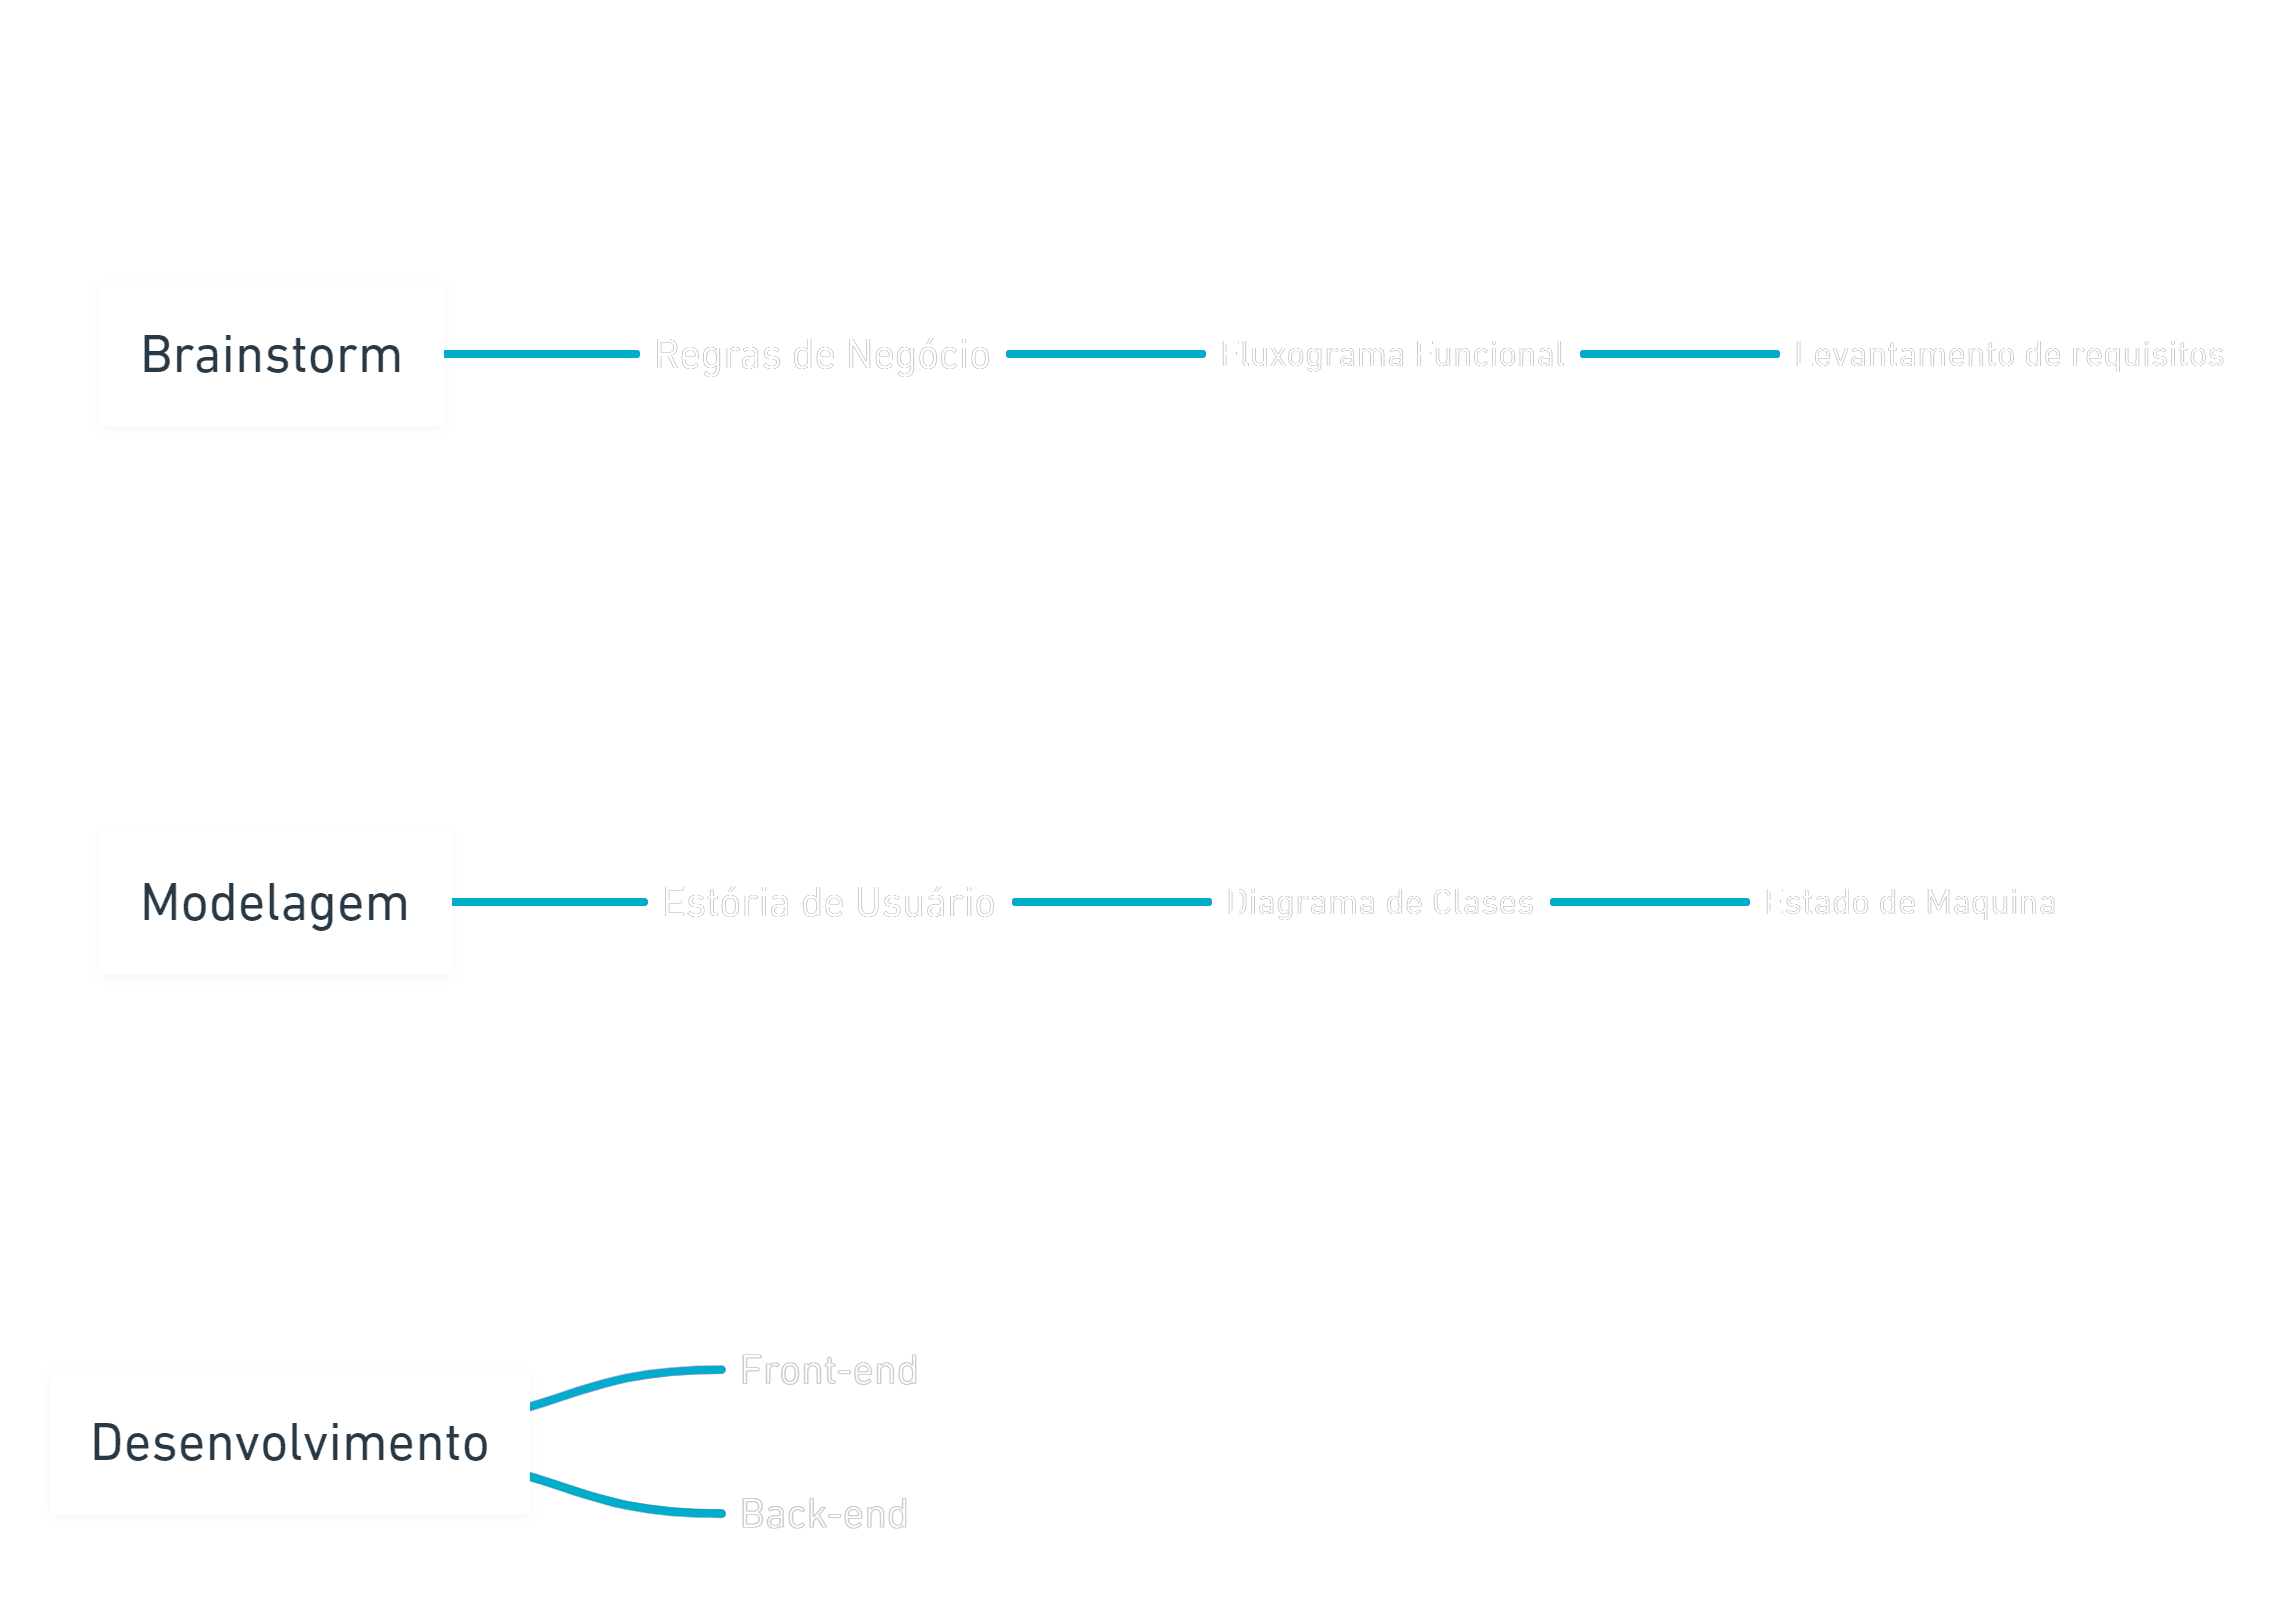 Brainstorm
Regras de Negócio
Fluxograma Funcional
Levantamento de requisitos
Modelagem
Estória de Usuário
Diagrama de Clases
Estado de Maquina
Desenvolvimento
Front-end
Back-end